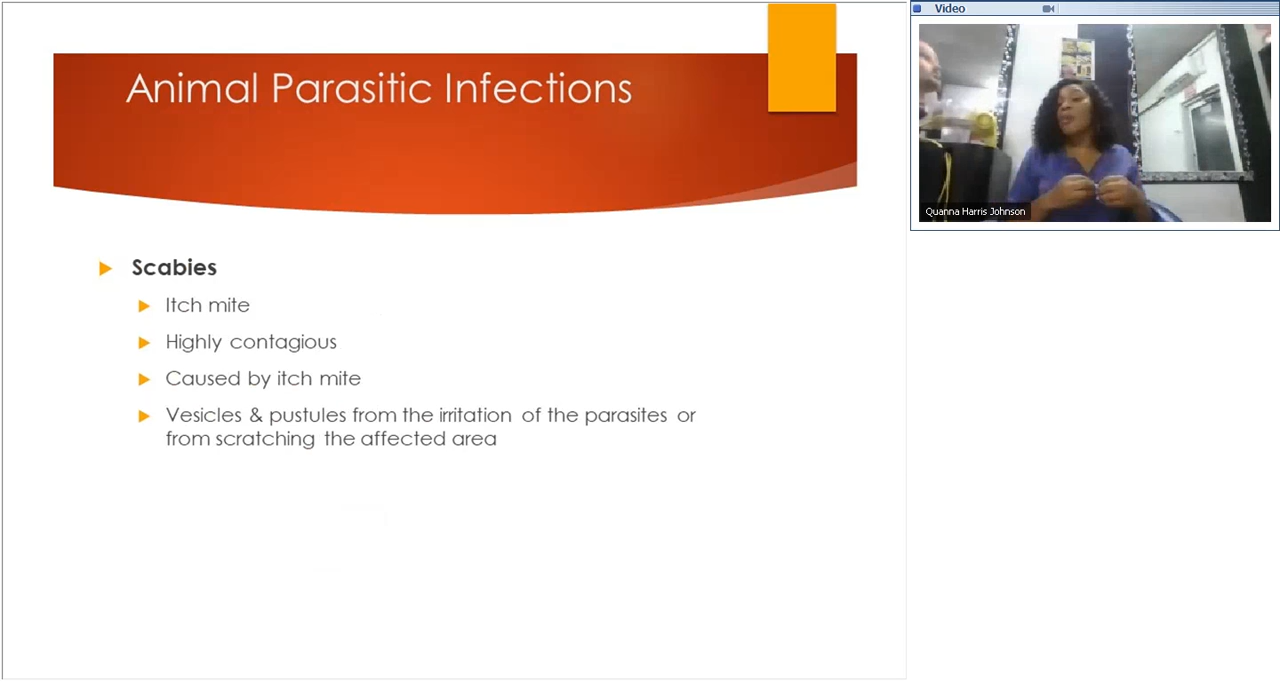 Animal Parasitic Infections
Scabies
Itch mite
Highly contagious
Caused by itch mite
Vesicles & pustules from the irritation of the parasites or
from scratching the affected area
Video
Quanna Harris Johnson